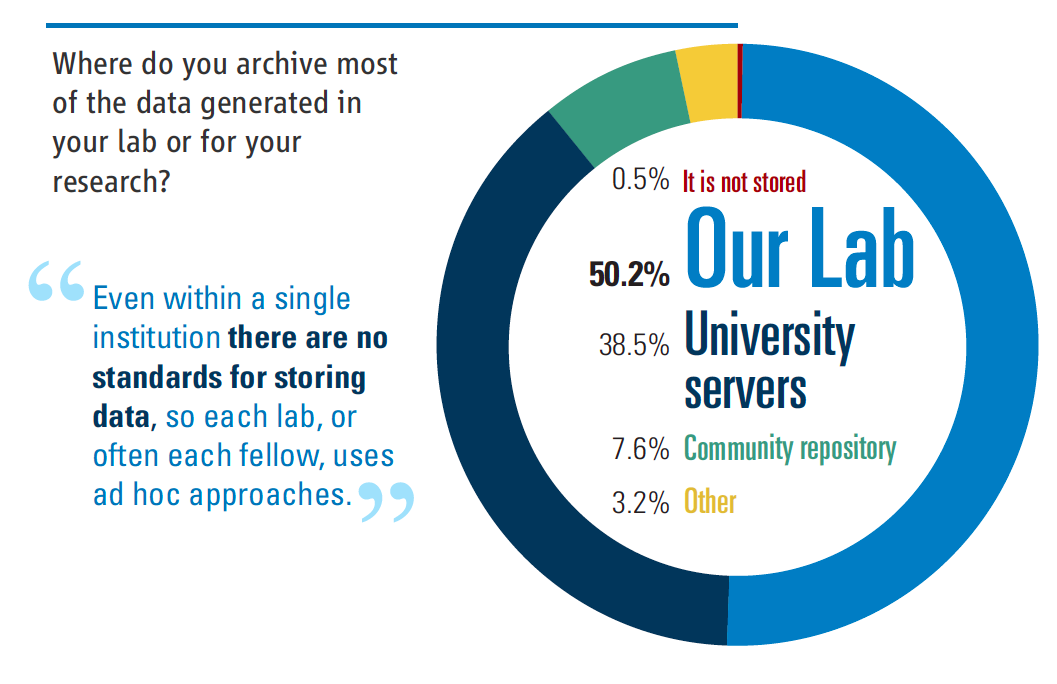 Where do you archive most
of the data generated in
your lab or for your
research?
“Even within a single
institution there are no
standards for storing
data, so each lab, or
often each fellow, uses
ad hoc approaches.”
0.5% It is not stored
50.2% Our Lab
38.5% University
servers
7.6% Community repository
3.2% Other